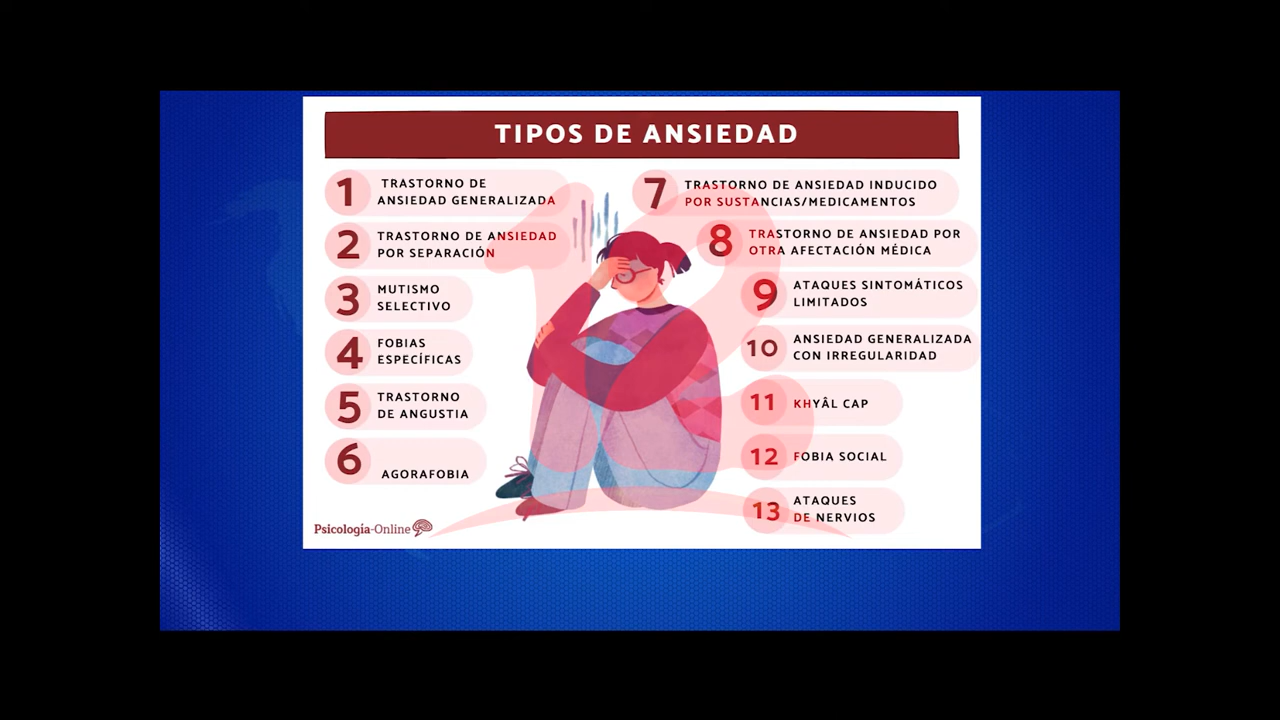 TIPOS DE ANSIEDAD
1 TRASTORNO DE
ANSIEDAD GENERALIZADA
2 TRASTORNO DE ANSIEDAD
POR SEPARACIÓN
3 MUTISMO
SELECTIVO
4 FOBIAS
ESPECÍFICAS
5 TRASTORNO
DE ANGUSTIA
6 AGORAFOBIA
7 TRASTORNO DE ANSIEDAD INDUCIDO
POR SUSTANCIAS/MEDICAMENTOS
8 TRASTORNO DE ANSIEDAD POR
OTRA AFECTACIÓN MÉDICA
9 ATAQUES SINTOMÁTICOS
LIMITADOS
10 ANSIEDAD GENERALIZADA
CON IRREGULARIDAD
11 KHYÂL CAP
12 FOBIA SOCIAL
13 ATAQUES
DE NERVIOS
Psicología-Online
12